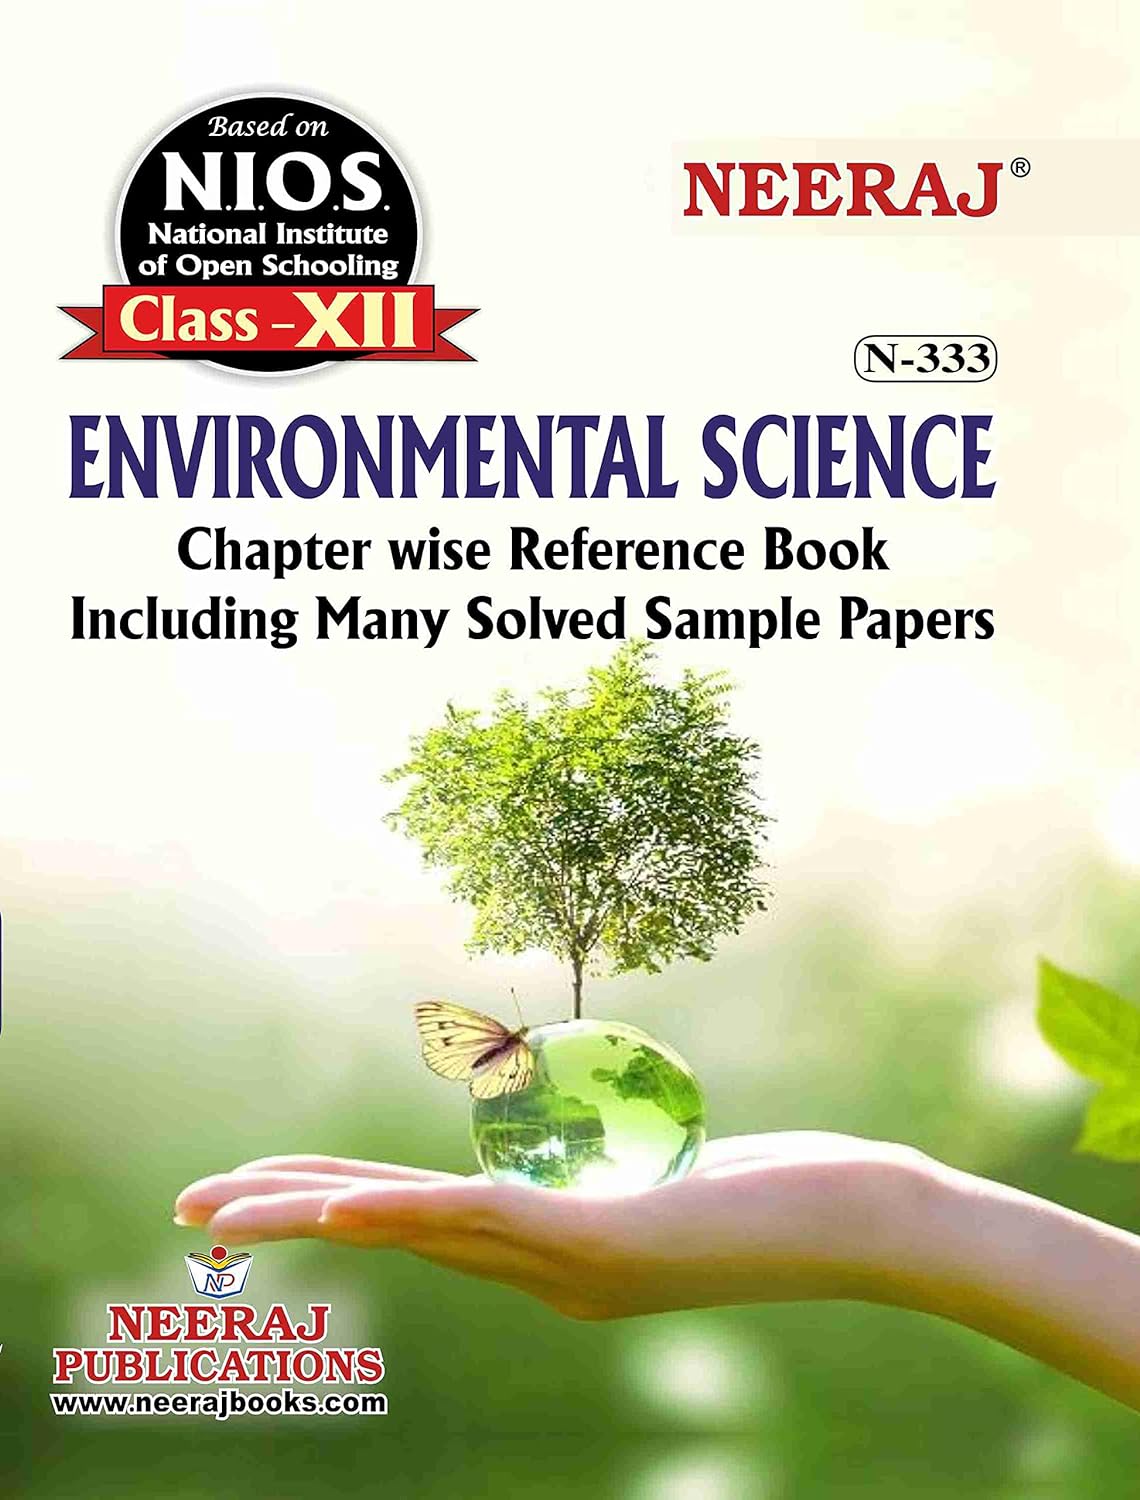 Based on
N.I.O.S.
National Institute
of Open Schooling
Class -XII
NEERAJ®
N-333
ENVIRONMENTAL SCIENCE
Chapter wise Reference Book
Including Many Solved Sample Papers
NP
NEERAJ
PUBLICATIONS
www.neerajbooks.com